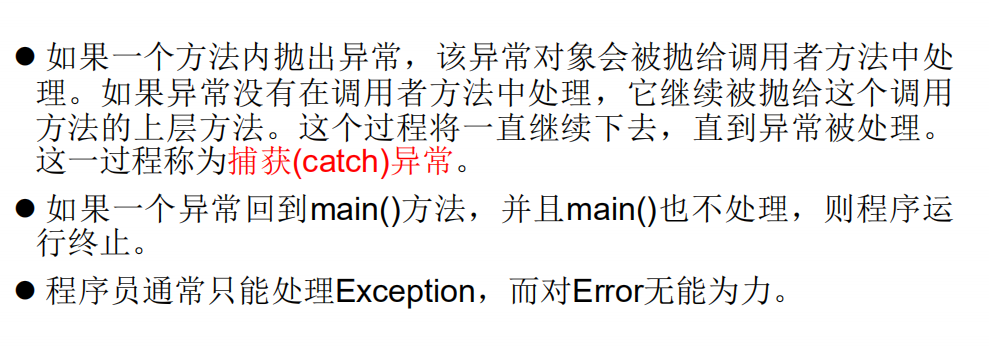 ● 如果一个方法内抛出异常，该异常对象会被抛给调用者方法中处
理。如果异常没有在调用者方法中处理，它继续被抛给这个调用
方法的上层方法。这个过程将一直继续下去，直到异常被处理。
这一过程称为捕获(catch)异常。
● 如果一个异常回到main()方法，并且main()也不处理，则程序运
行终止。
● 程序员通常只能处理Exception，而对Error无能为力。